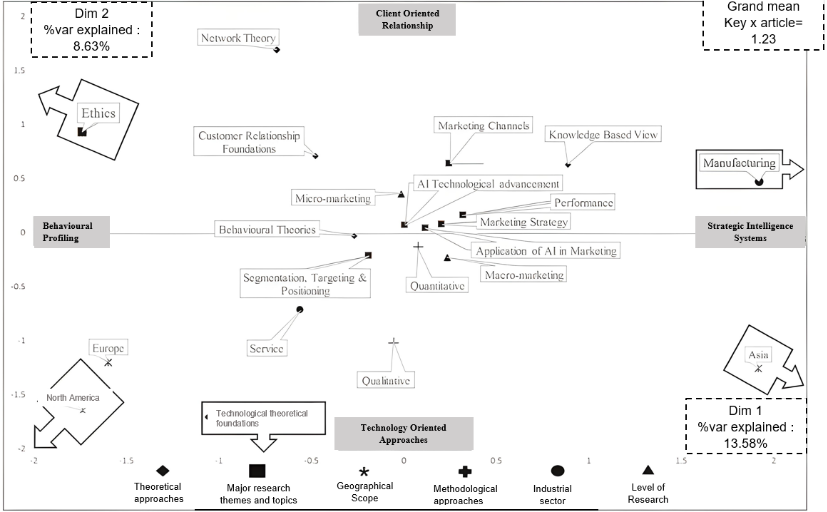 Dim 2
%var explained :
8.63%
Client Oriented
Relationship
Grand mean
Key x article=
1.23
2
1.5
1
0.5
0
-0.5
-1
-1.5
-2
Network Theory
Ethics
Customer Relationship
Foundations
Marketing Channels
Knowledge Based View
Manufacturing
Micro-marketing
AI Technological advancement
Performance
Behavioural
Profiling
Behavioural Theories
Marketing Strategy
Strategic Intelligence
Systems
Application of AI in Marketing
Segmentation, Targeting &
Positioning
Quantitative
Macro-marketing
Service
Europe
Asia
Qualitative
North America
Technological theoretical
foundations
Technology Oriented
Approaches
Dim 1
%var explained :
13.58%
-2
-1.5
-1
-0.5
0
0.5
1
1.5
2
Theoretical
approaches
Major research
themes and topics
Geographical
Scope
Methodological
approaches
Industrial
sector
Level of
Research